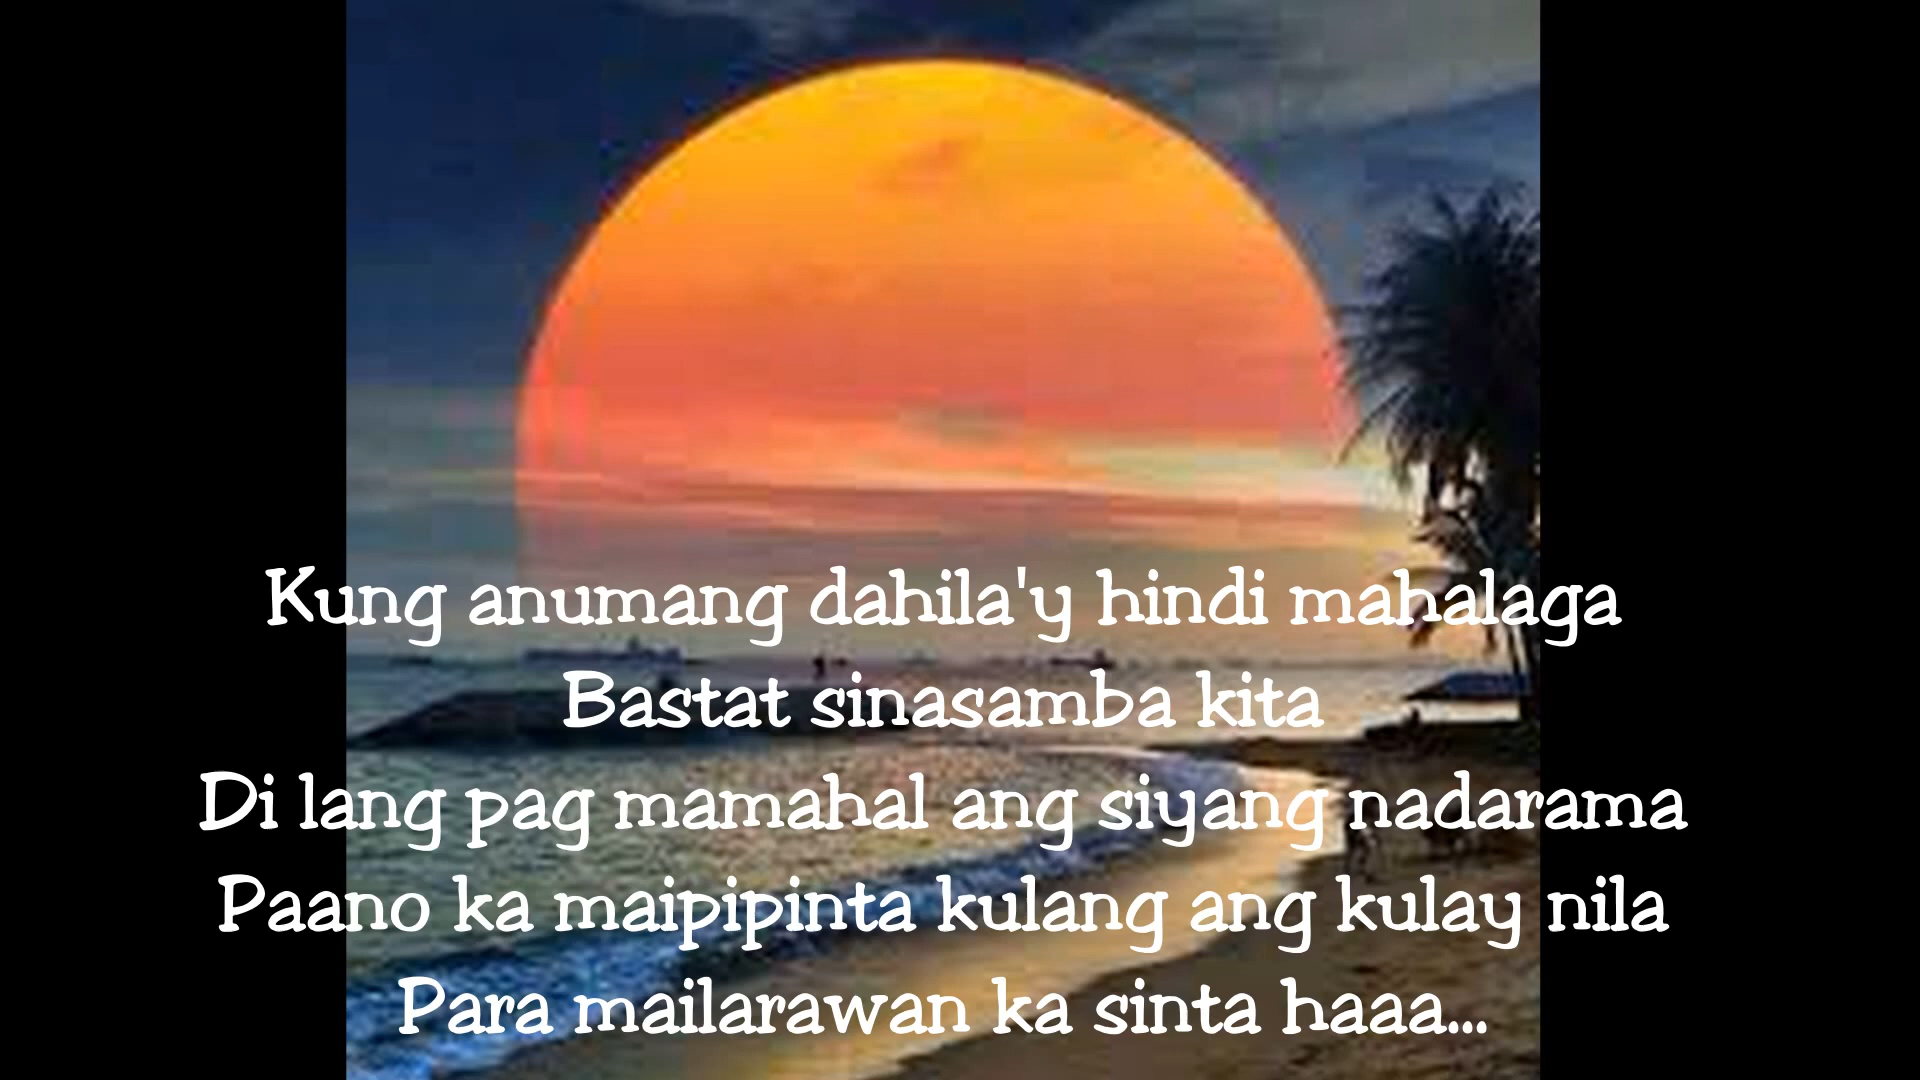 Kung anumang dahila'y hindi mahalaga
Bastat sinasamba kita
Di lang pag mamahal ang siyang nadarama
Paano ka maipipinta kulang ang kulay nila
Para mailarawan ka sinta haaa...